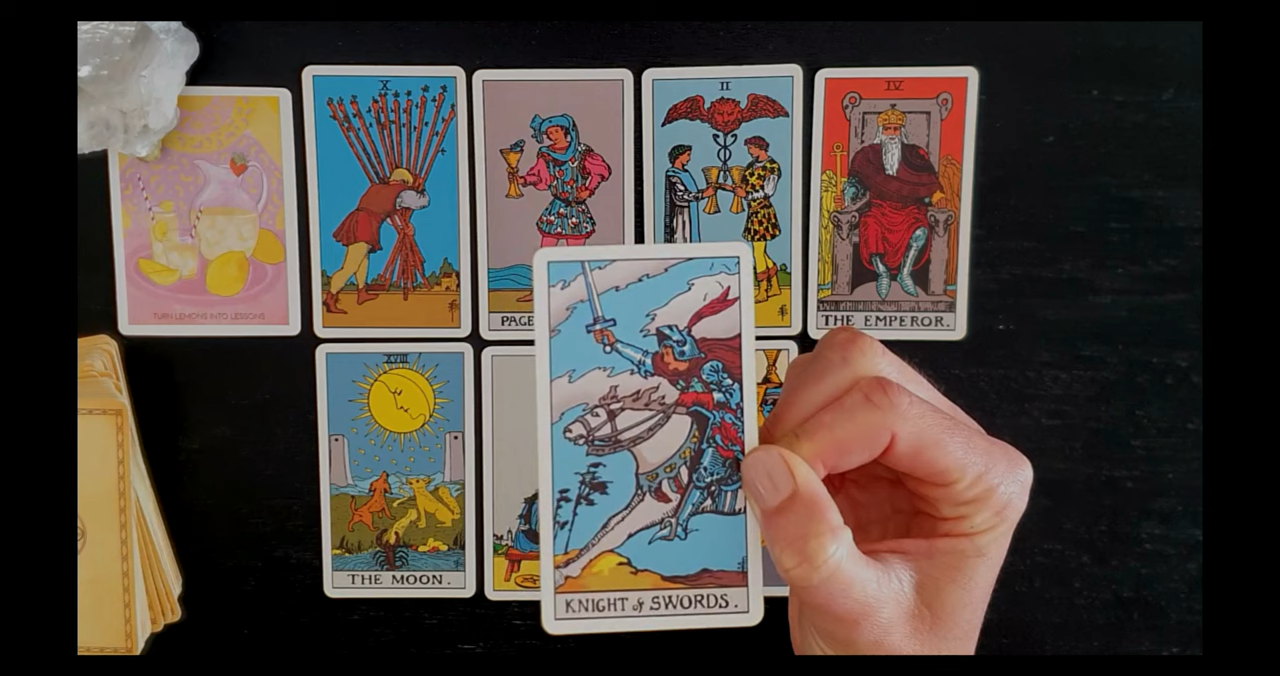 X
II
IV
TURN LEMONS INTO LESSONS
PAGE
THE EMPEROR.
XVIII
THE MOON.
KNIGHT of SWORDS.